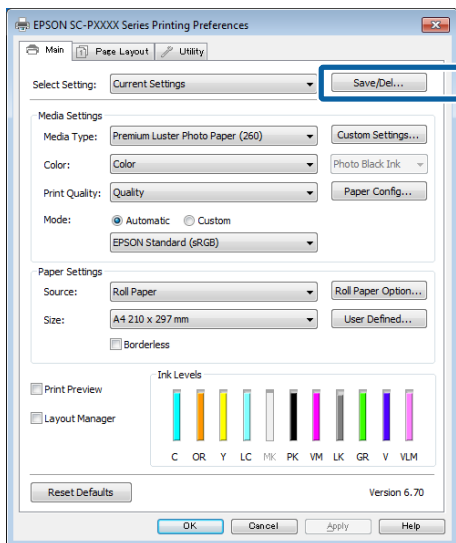 EPSON SC-PXXXX Series Printing Preferences
Main Page Layout Utility
Select Setting: Current Settings Save/Del...
Media Settings
Media Type: Premium Luster Photo Paper (260) Custom Settings...
Color: Color Photo Black Ink
Print Quality: Quality Paper Config...
Mode: Automatic Custom
EPSON Standard (sRGB)
Paper Settings
Source: Roll Paper Roll Paper Option...
Size: A4 210 x 297 mm User Defined...
Borderless
Ink Levels
Print Preview
Layout Manager
C OR Y LC MK PK VM LK GR V VLM
Reset Defaults Version 6.70
OK Cancel Apply Help